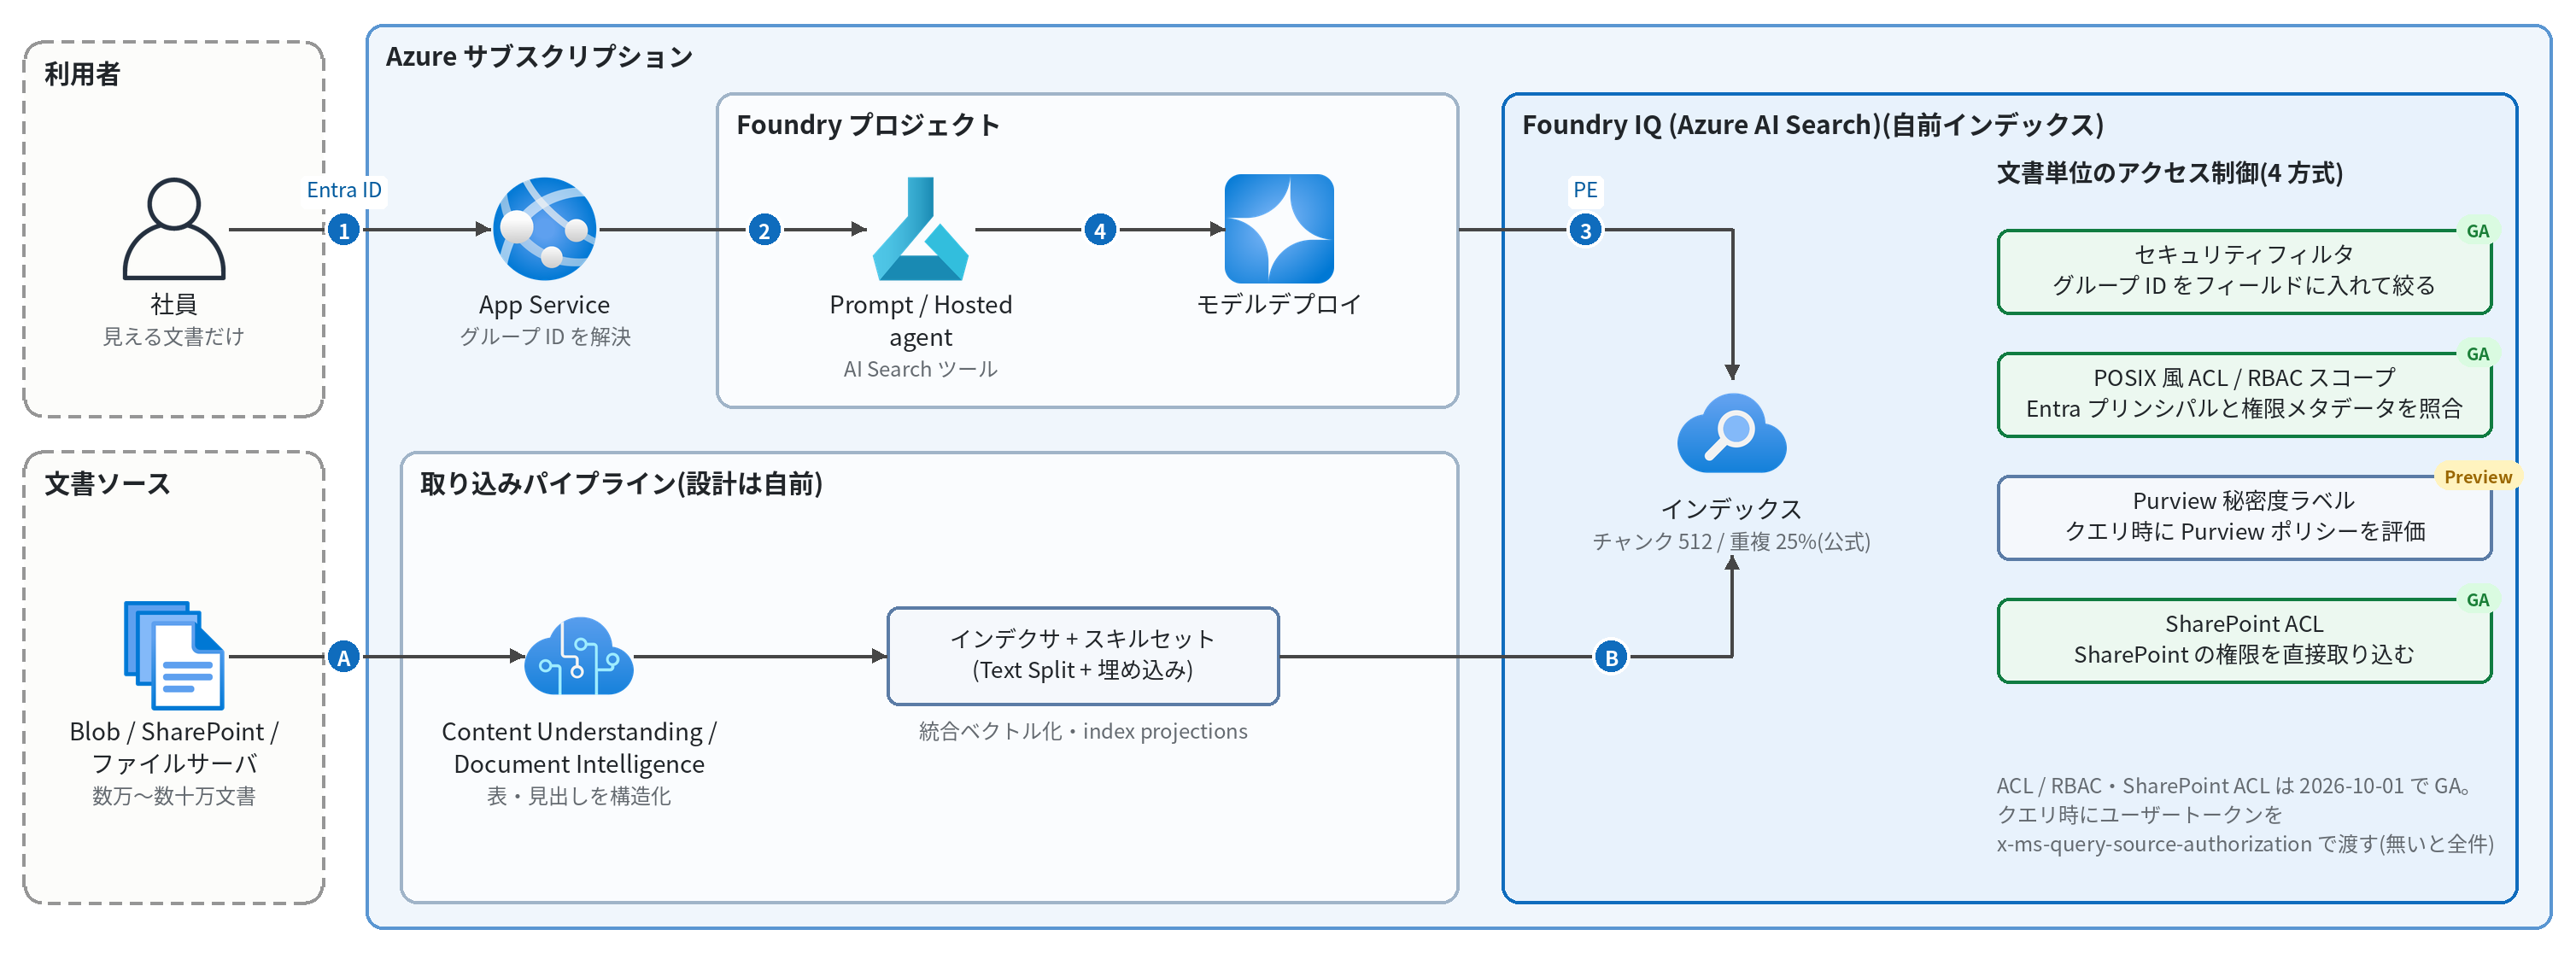 Azure サブスクリプション
利用者
Entra ID
1
社員
見える文書だけ
App Service
グループ ID を解決
Foundry プロジェクト
2
Prompt / Hosted
agent
AI Search ツール
4
モデルデプロイ
Foundry IQ (Azure AI Search)(自前インデックス)
PE
3
インデックス
チャンク 512 / 重複 25%(公式)
文書単位のアクセス制御(4 方式)
GA
セキュリティフィルタ
グループ ID をフィールドに入れて絞る
GA
POSIX 風 ACL / RBAC スコープ
Entra プリンシパルと権限メタデータを照合
Preview
Purview 秘密度ラベル
クエリ時に Purview ポリシーを評価
GA
SharePoint ACL
SharePoint の権限を直接取り込む
ACL / RBAC・SharePoint ACL は 2026-10-01 で GA。
クエリ時にユーザートークンを
x-ms-query-source-authorization で渡す(無いと全件)
文書ソース
A
Blob / SharePoint /
ファイルサーバ
数万〜数十万文書
取り込みパイプライン(設計は自前)
Content Understanding /
Document Intelligence
表・見出しを構造化
インデクサ + スキルセット
(Text Split + 埋め込み)
統合ベクトル化・index projections
B